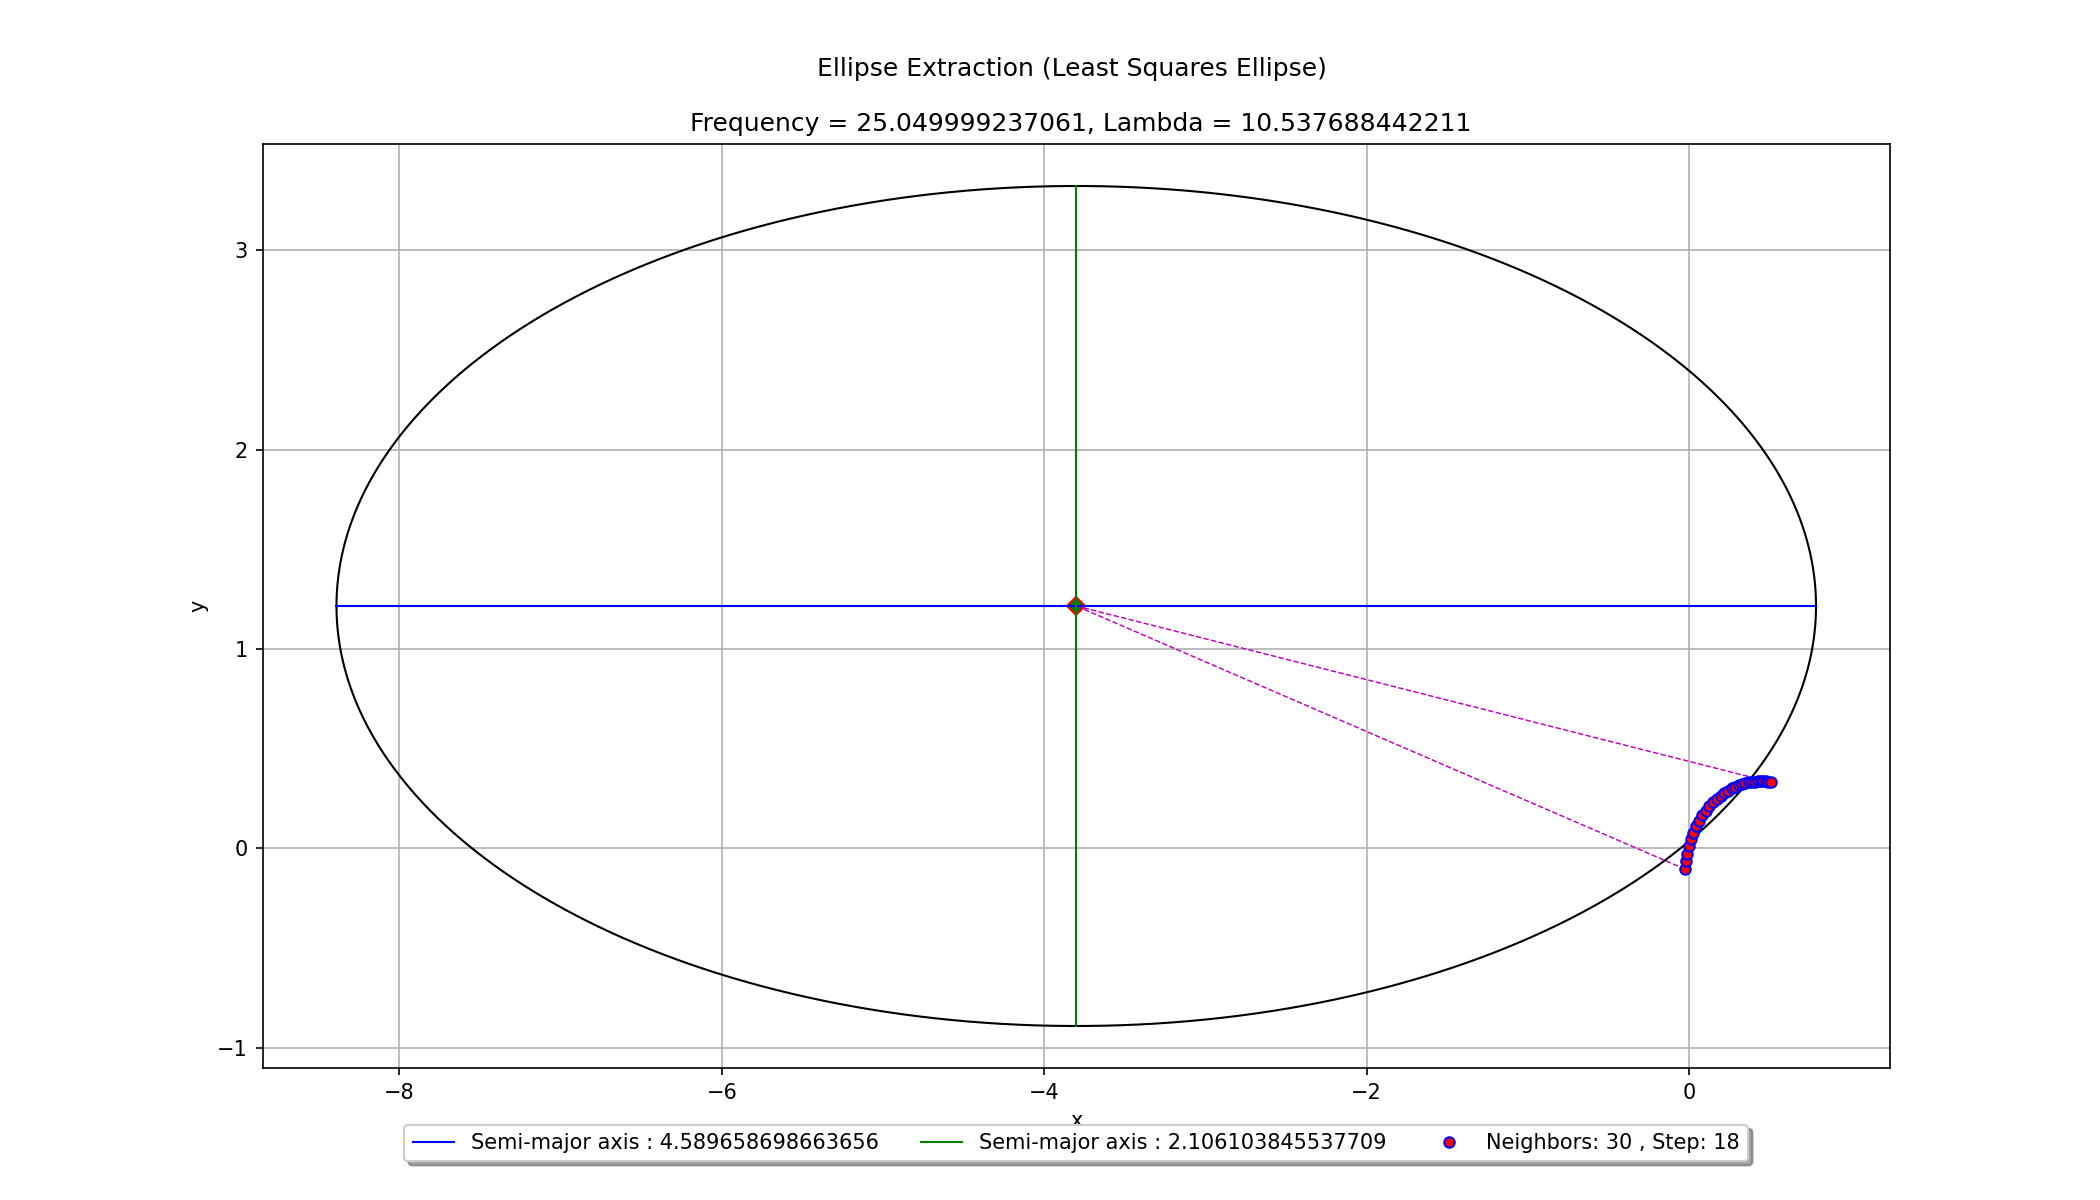 Ellipse Extraction (Least Squares Ellipse)
Frequency = 25.049999237061, Lambda = 10.537688442211
3
2
1
0
−1
y
−8
−6
−4
−2
0
x
Semi-major axis : 4.589658698663656
Semi-major axis : 2.106103845537709
Neighbors: 30 , Step: 18